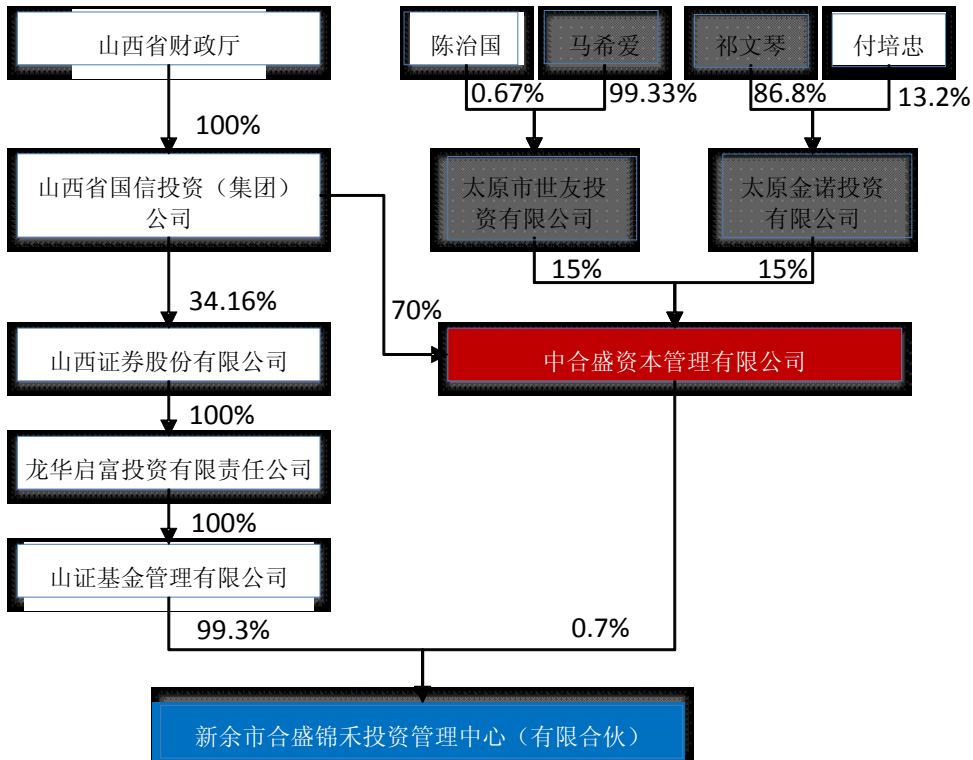 山西省财政厅
陈治国
马希爱
祁文琴
付培忠
0.67%
99.33%
86.8%
13.2%
100%
山西省国信投资（集团）
公司
太原市世友投
资有限公司
太原金诺投资
有限公司
15%
15%
34.16%
70%
山西证券股份有限公司
中合盛资本管理有限公司
100%
龙华启富投资有限责任公司
100%
山证基金管理有限公司
99.3%
0.7%
新余市合盛锦禾投资管理中心（有限合伙）